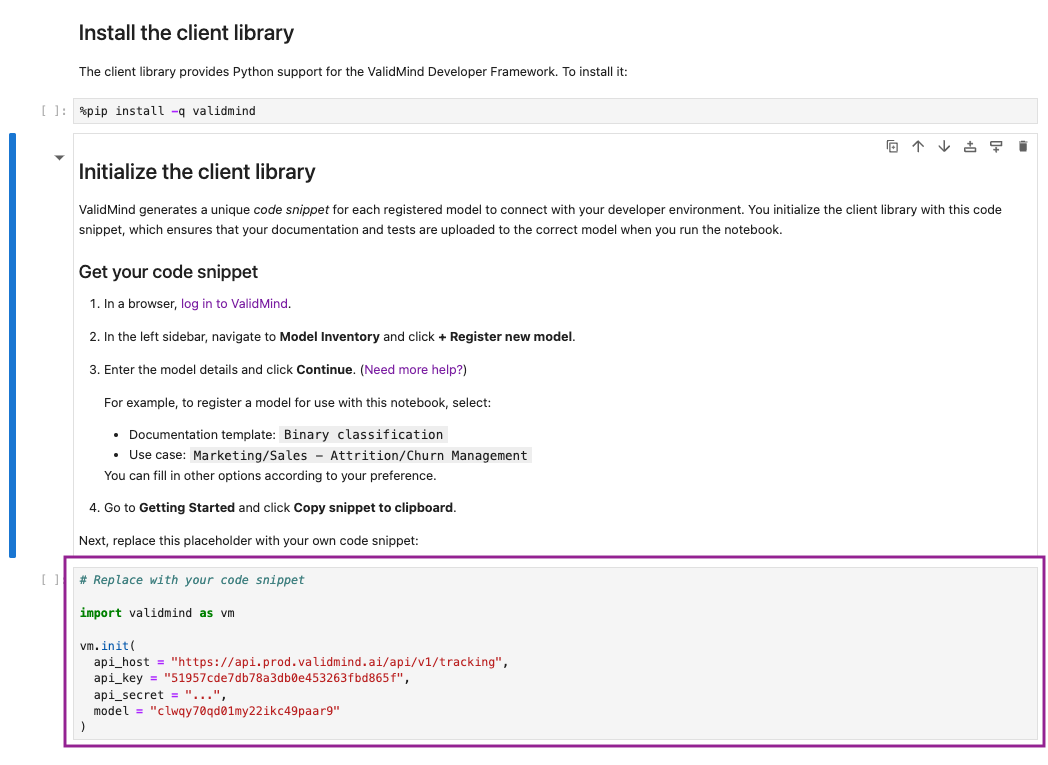 Install the client library
The client library provides Python support for the ValidMind Developer Framework. To install it:
[ ]: %pip install -q validmind
Initialize the client library
ValidMind generates a unique code snippet for each registered model to connect with your developer environment. You initialize the client library with this code
snippet, which ensures that your documentation and tests are uploaded to the correct model when you run the notebook.
Get your code snippet
1. In a browser, log in to ValidMind.
2. In the left sidebar, navigate to Model Inventory and click + Register new model.
3. Enter the model details and click Continue. (Need more help?)
For example, to register a model for use with this notebook, select:
• Documentation template: Binary classification
• Use case: Marketing/Sales - Attrition/Churn Management
You can fill in other options according to your preference.
4. Go to Getting Started and click Copy snippet to clipboard.
Next, replace this placeholder with your own code snippet:
[ ]: # Replace with your code snippet
import validmind as vm
vm.init(
api_host = "https://api.prod.validmind.ai/api/v1/tracking",
api_key = "51957cde7db78a3db0e453263fbd865f",
api_secret = "...",
model = "clwqy70qd01my22ikc49paar9"
)